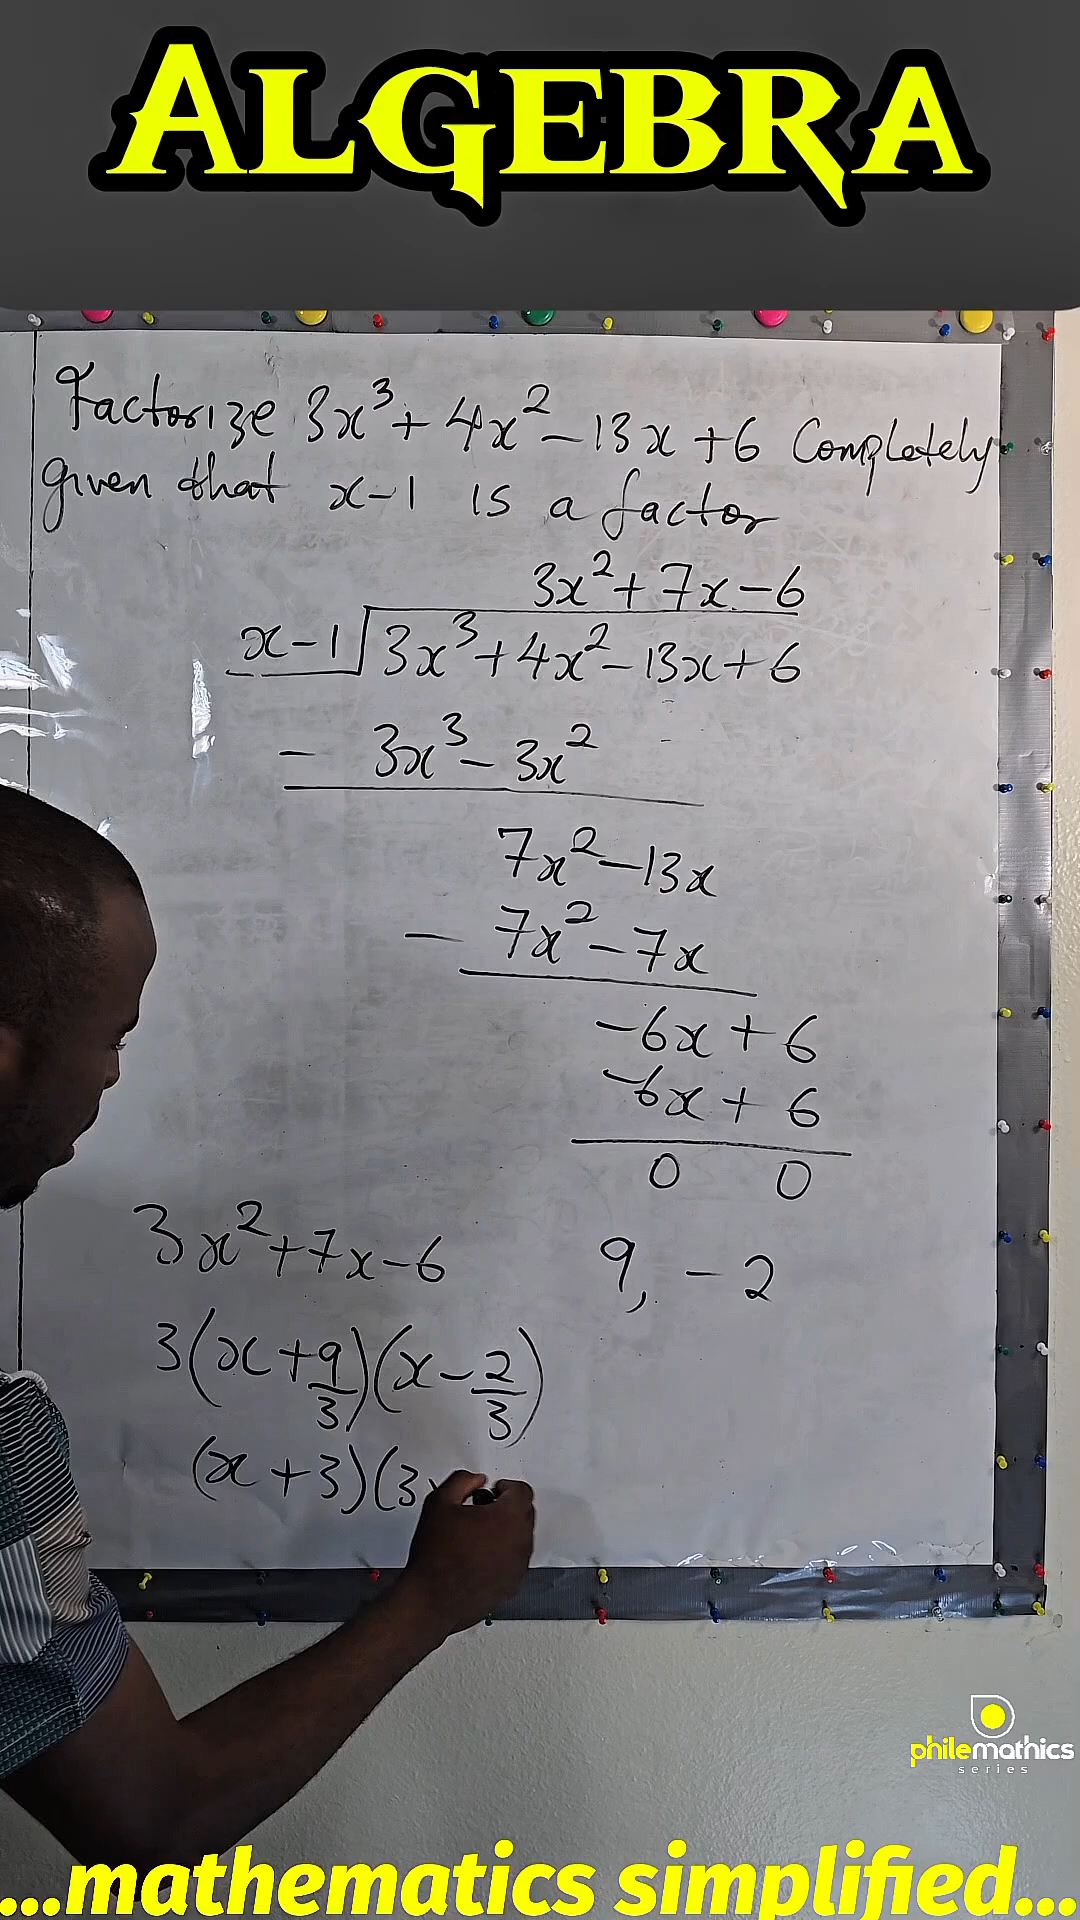 ALGEBRA
Factorize 3x³ + 4x² - 13x + 6 Completely
given that x-1 is a factor
3x² + 7x - 6
x-1 3x³ + 4x² - 13x + 6
- 3x³ - 3x²
7x² - 13x
- 7x² - 7x
-6x + 6
-6x + 6
0 0
3x² + 7x - 6 9, -2
3(x + 9/3)(x - 2/3)
(x + 3)(3x
philemathics
series
...mathematics simplified...